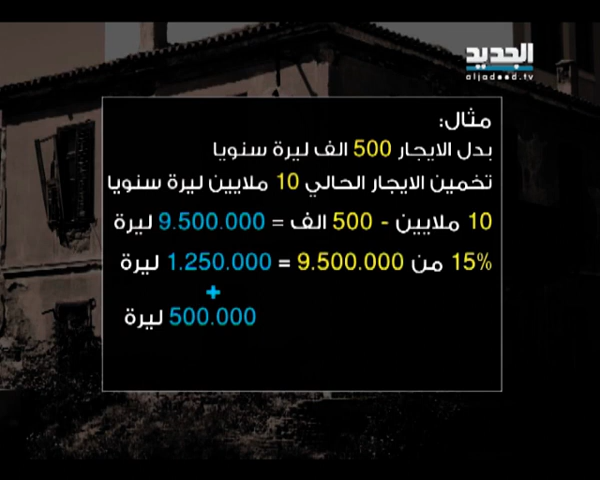 الجديد
aljadeed.tv
مثال:
بدل الايجار 500 الف ليرة سنويا
تخمين الايجار الحالي 10 ملايين ليرة سنويا
10 ملايين - 500 الف = 9.500.000 ليرة
15% من 9.500.000 = 1.250.000 ليرة
+
500.000 ليرة